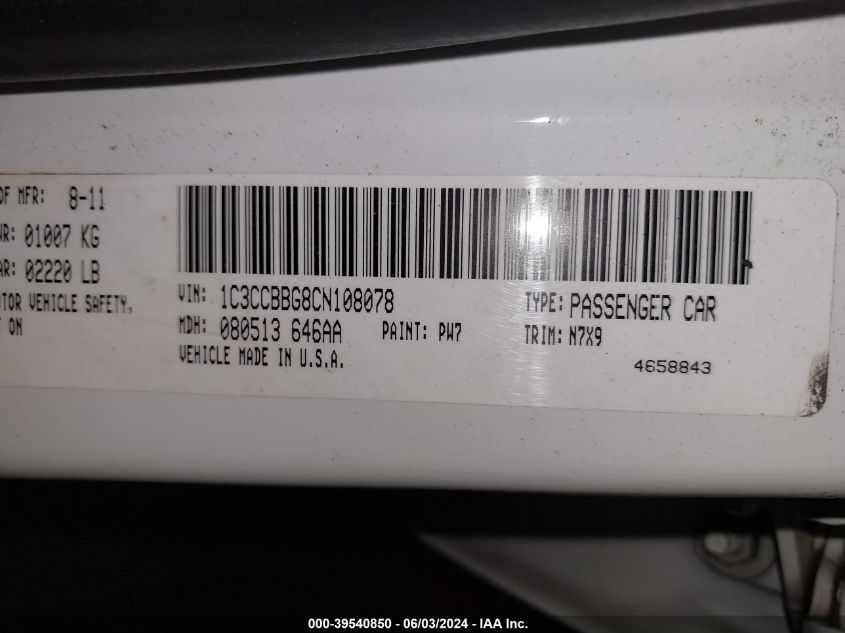 OF MFR: 8-11
WR: 01007 KG
AR: 02220 LB
TOR VEHICLE SAFETY,
ON
VIN: 1C3CCBBG8CN108078
TYPE: PASSENGER CAR
MDH: 080513 646AA PAINT: PW7
TRIM: N7X9
VEHICLE MADE IN U.S.A.
4658843
000-39540850 - 06/03/2024 - IAA Inc.